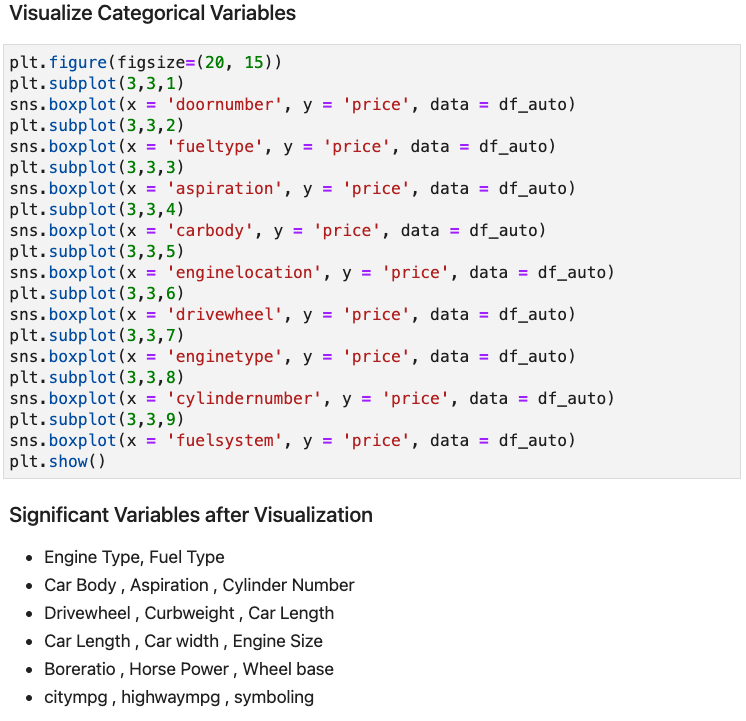 Visualize Categorical Variables
plt.figure(figsize=(20, 15))
plt.subplot(3,3,1)
sns.boxplot(x = 'doornumber', y = 'price', data = df_auto)
plt.subplot(3,3,2)
sns.boxplot(x = 'fueltype', y = 'price', data = df_auto)
plt.subplot(3,3,3)
sns.boxplot(x = 'aspiration', y = 'price', data = df_auto)
plt.subplot(3,3,4)
sns.boxplot(x = 'carbody', y = 'price', data = df_auto)
plt.subplot(3,3,5)
sns.boxplot(x = 'enginelocation', y = 'price', data = df_auto)
plt.subplot(3,3,6)
sns.boxplot(x = 'drivewheel', y = 'price', data = df_auto)
plt.subplot(3,3,7)
sns.boxplot(x = 'enginetype', y = 'price', data = df_auto)
plt.subplot(3,3,8)
sns.boxplot(x = 'cylindernumber', y = 'price', data = df_auto)
plt.subplot(3,3,9)
sns.boxplot(x = 'fuelsystem', y = 'price', data = df_auto)
plt.show()
Significant Variables after Visualization
• Engine Type, Fuel Type
• Car Body , Aspiration , Cylinder Number
• Drivewheel , Curbweight , Car Length
• Car Length , Car width , Engine Size
• Boreratio , Horse Power , Wheel base
• citympg , highwaympg , symboling